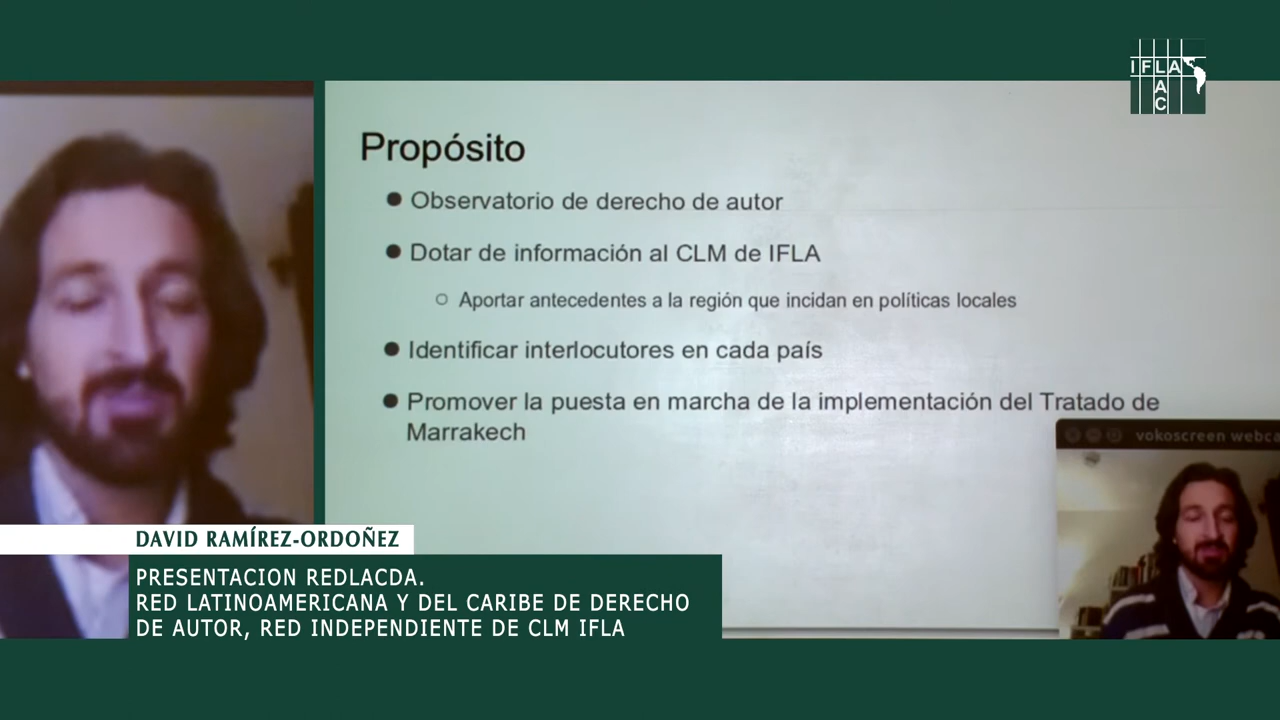 IFLA
LAC
Propósito
Observatorio de derecho de autor
Dotar de información al CLM de IFLA
Aportar antecedentes a la región que incidan en políticas locales
Identificar interlocutores en cada país
Promover la puesta en marcha de la implementación del Tratado de
Marrakech
vokoscreen webca
DAVID RAMÍREZ-ORDOÑEZ
PRESENTACION REDLACDA.
RED LATINOAMERICANA Y DEL CARIBE DE DERECHO
DE AUTOR, RED INDEPENDIENTE DE CLM IFLA